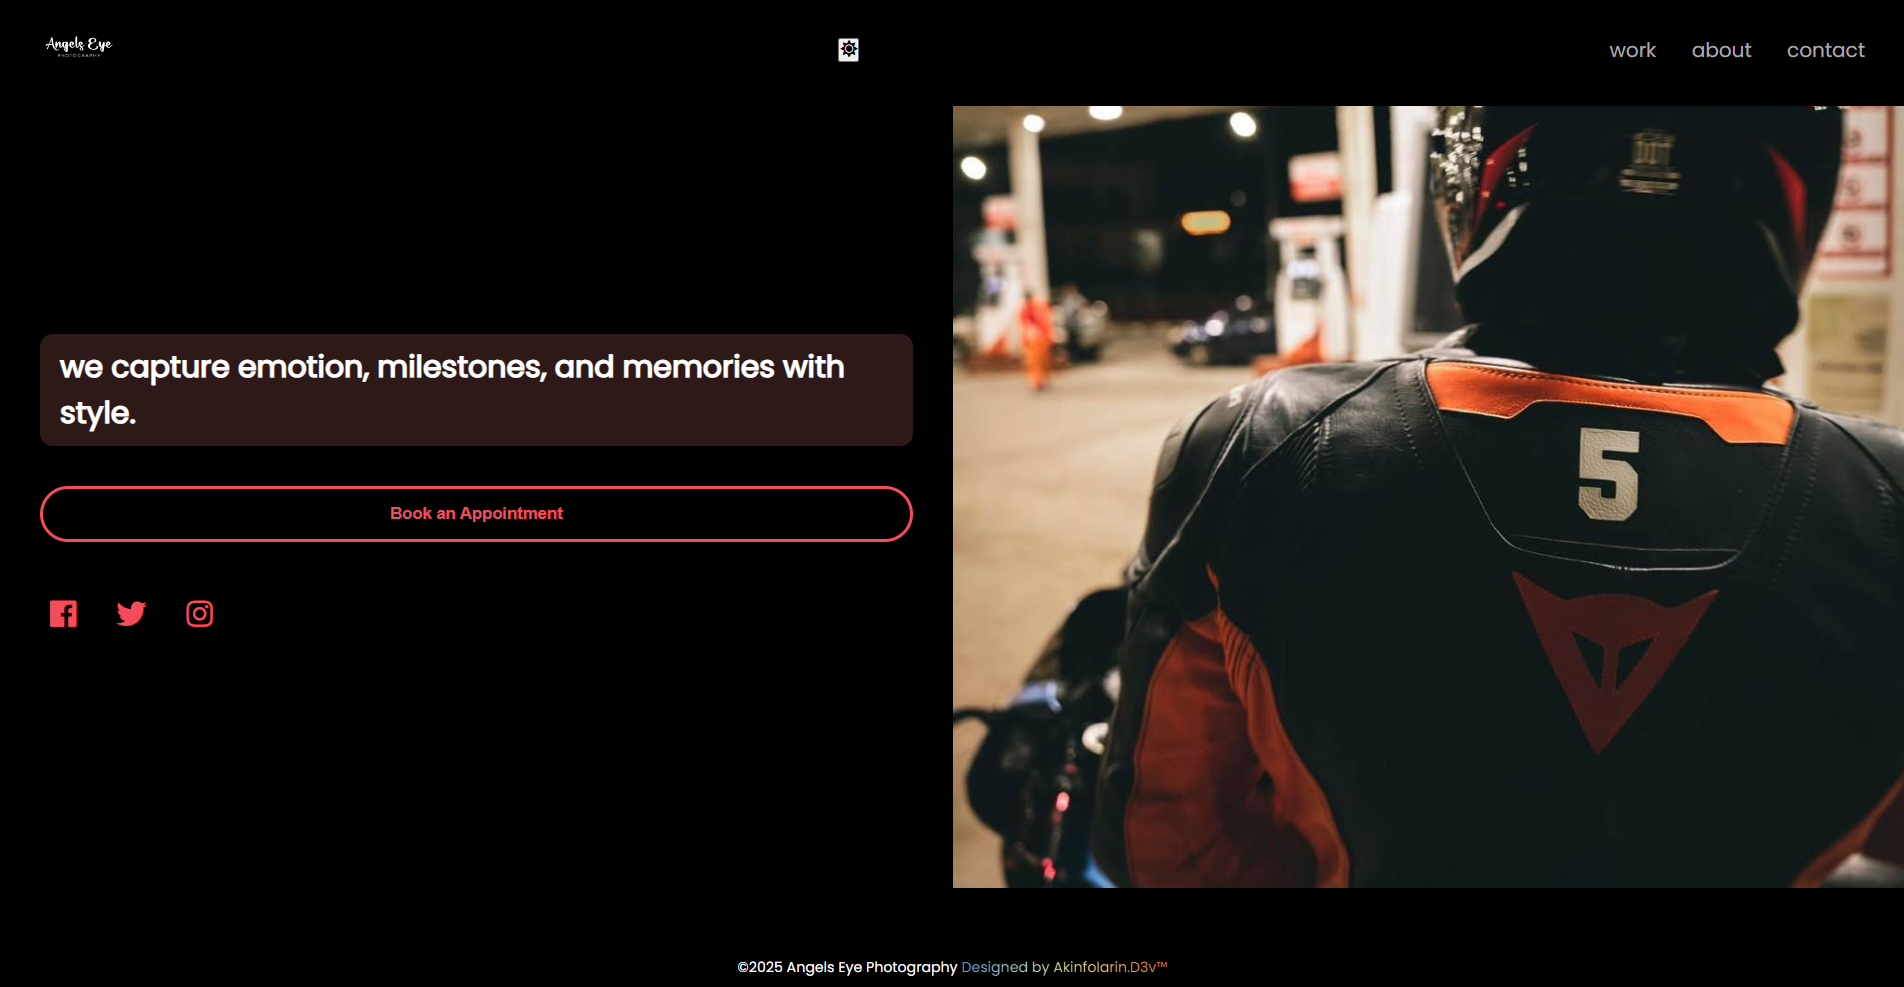 Angels Eye
PHOTOGRAPHY
work about contact
we capture emotion, milestones, and memories with
style.
Book an Appointment
5
©2025 Angels Eye Photography Designed by Akinfolarin.D3v™